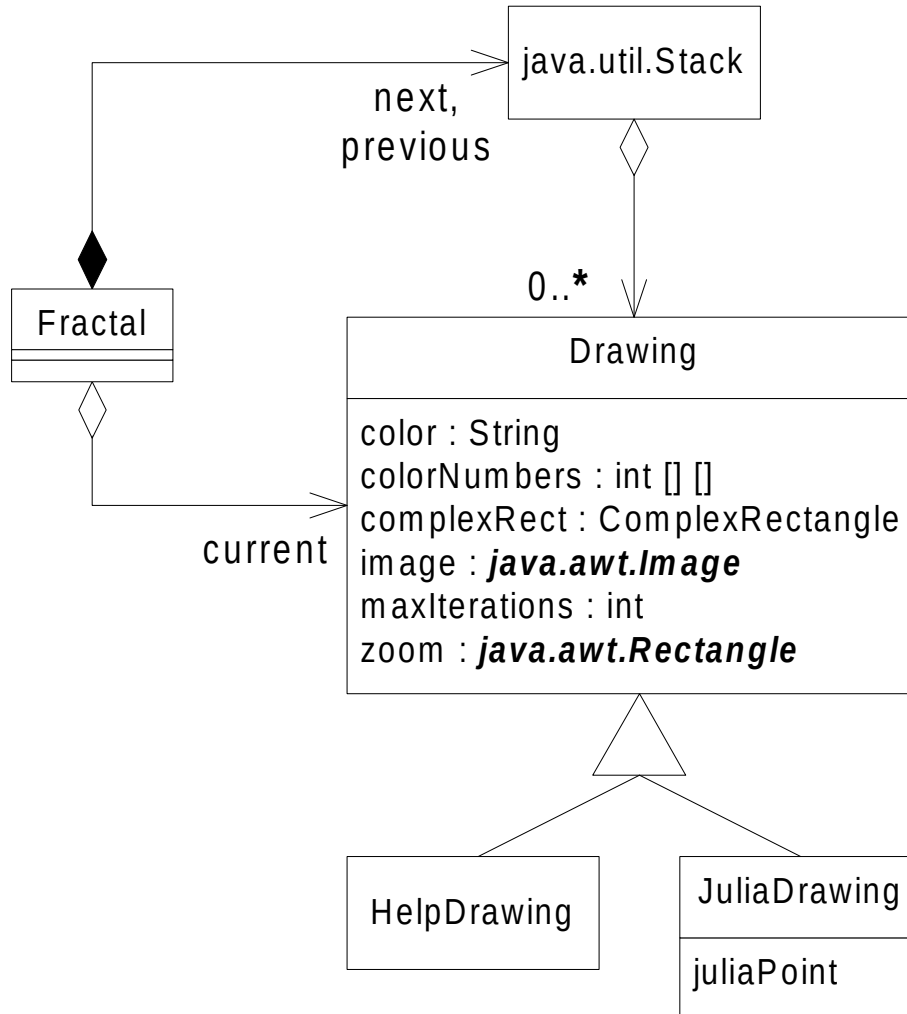 java.util.Stack
next,
previous
0..*
Fractal
Drawing
color : String
colorNumbers : int [] []
complexRect : ComplexRectangle
current
image : java.awt.Image
maxIterations : int
zoom : java.awt.Rectangle
HelpDrawing
JuliaDrawing
juliaPoint